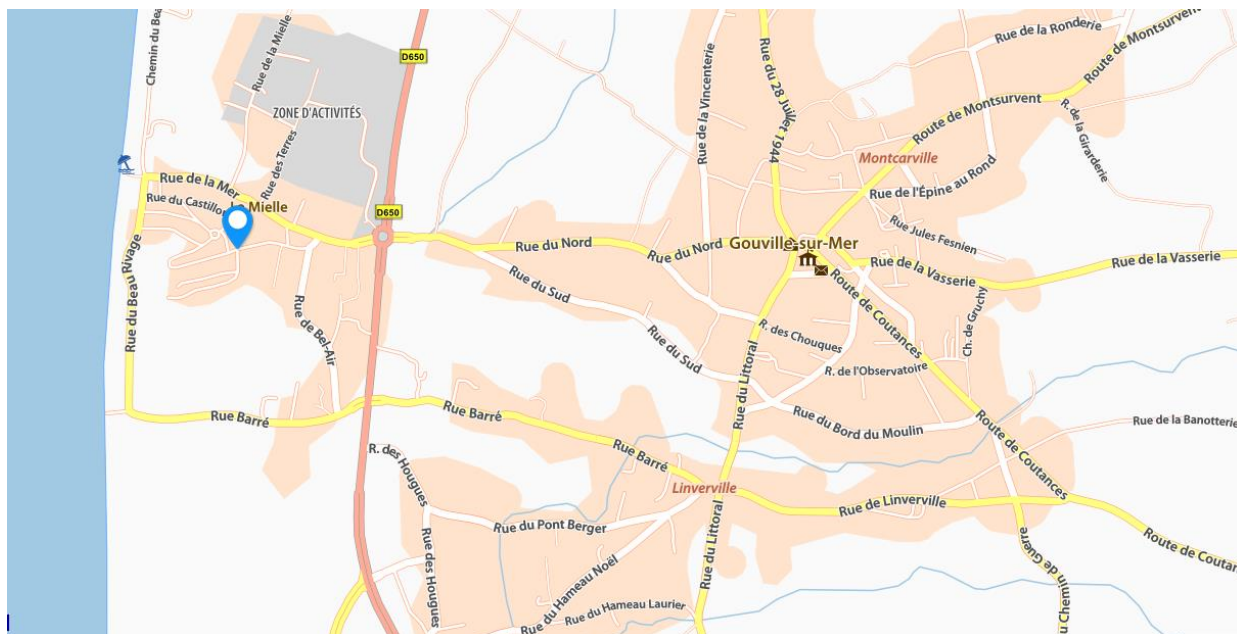 Chemin du Beau
Rue de la Mielle
D650
Rue de la Vincenterie
Rue du 28 Juillet 1944
Rue de la Ronderie
Route de Montsurvent
ZONE D'ACTIVITÉS
Rue des Terres
Route de Montsurvent
R. de la Girarderie
Montcarville
Rue de la Mer
Rue du Castillou
Mielle
D650
Rue de l'Épine au Rond
Rue Jules Fesnien
Rue du Nord
Rue du Nord
Gouville-sur-Mer
Rue de la Vasserie
Rue de la Vasserie
Rue du Beau Rivage
Rue du Sud
Route de Coutances
Ch. de Gruchy
Rue de Bel-Air
R. des Chouques
Rue du Sud
R. de l'Observatoire
Rue du Littoral
Rue Barré
Rue Barré
Rue du Bord du Moulin
Route de Coutances
Rue de la Banotterie
R. des Hougues
Rue Barré
Linverville
Rue de Linverville
Rue du Pont Berger
Rue du Littoral
Route de Coutan
Rue des Hougues
Rue du Hameau Noël
Rue du Hameau Laurier
u Chemin de Guerre